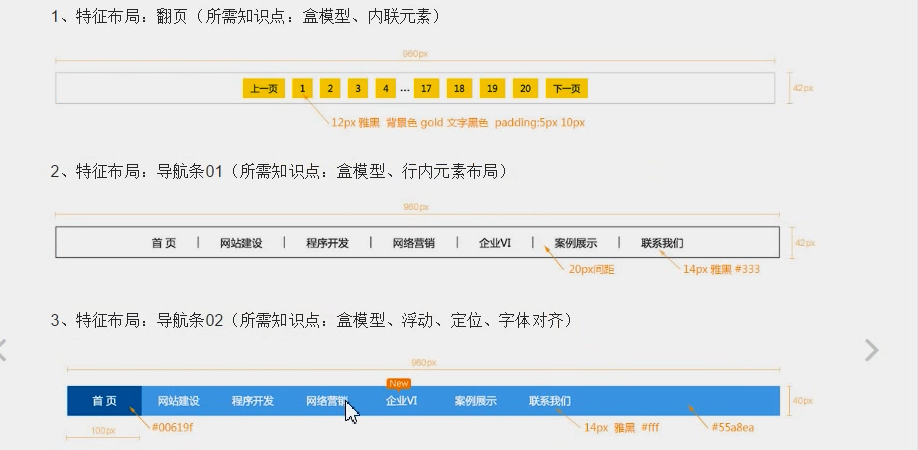 1、特征布局：翻页（所需知识点：盒模型、内联元素）
960px
上一页 1 2 3 4 ... 17 18 19 20 下一页
42px
12px 雅黑 背景色 gold 文字黑色 padding:5px 10px
2、特征布局：导航条01（所需知识点：盒模型、行内元素布局）
960px
首 页 | 网站建设 | 程序开发 | 网络营销 | 企业VI | 案例展示 | 联系我们
42px
20px间距
14px 雅黑 #333
3、特征布局：导航条02（所需知识点：盒模型、浮动、定位、字体对齐）
960px
New
首 页 网站建设 程序开发 网络营销 企业VI 案例展示 联系我们
40px
100px
#00619f
14px 雅黑 #fff
#55a8ea